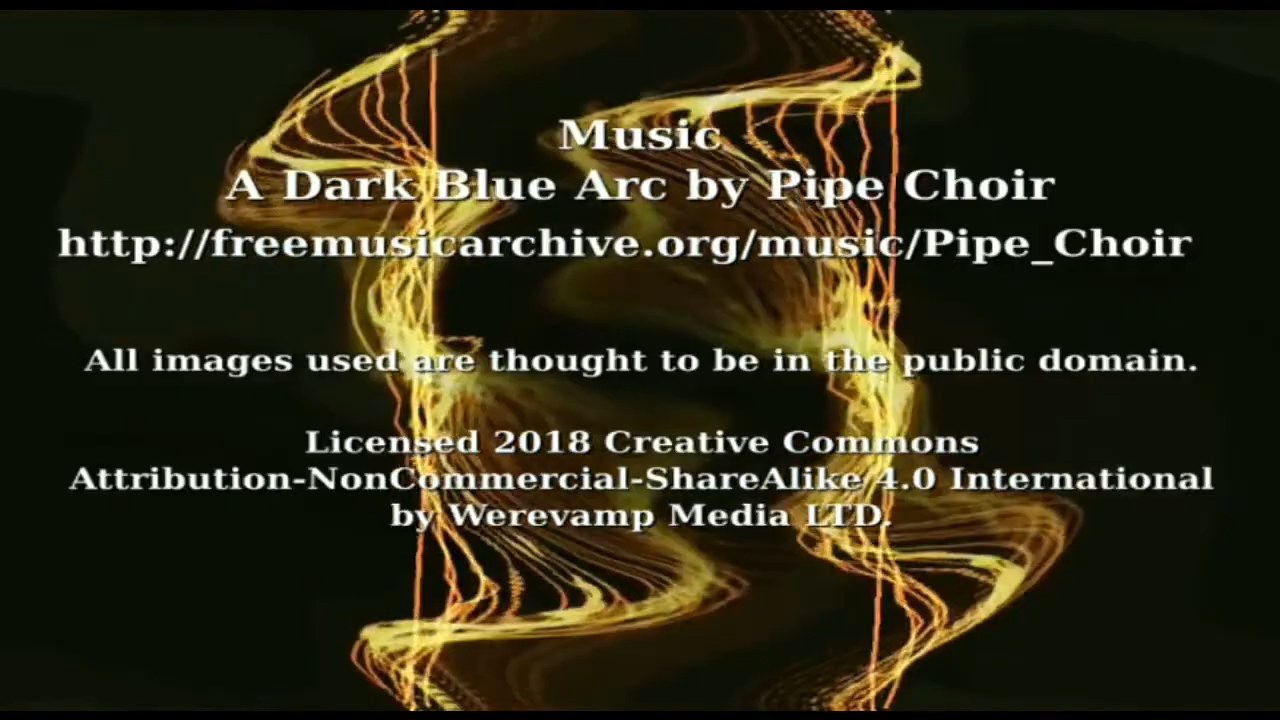 Music
A Dark Blue Arc by Pipe Choir
http://freemusicarchive.org/music/Pipe_Choir
All images used are thought to be in the public domain.
Licensed 2018 Creative Commons
Attribution-NonCommercial-ShareAlike 4.0 International
by Werevamp Media LTD.